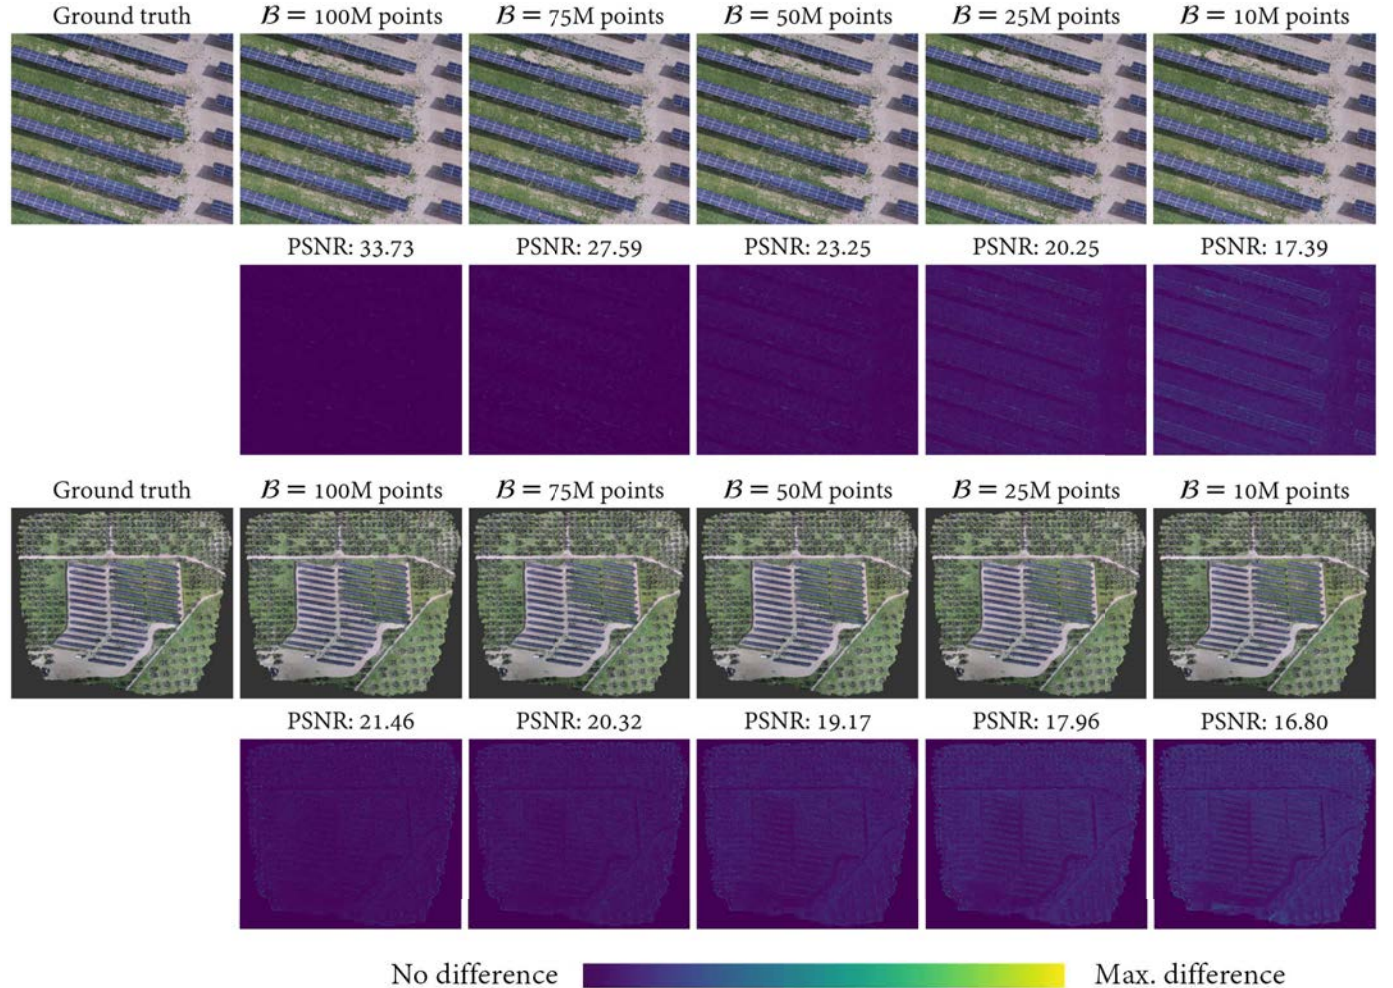 Ground truth B = 100M points B = 75M points B = 50M points B = 25M points B = 10M points
PSNR: 33.73 PSNR: 27.59 PSNR: 23.25 PSNR: 20.25 PSNR: 17.39
Ground truth B = 100M points B = 75M points B = 50M points B = 25M points B = 10M points
PSNR: 21.46 PSNR: 20.32 PSNR: 19.17 PSNR: 17.96 PSNR: 16.80
No difference Max. difference